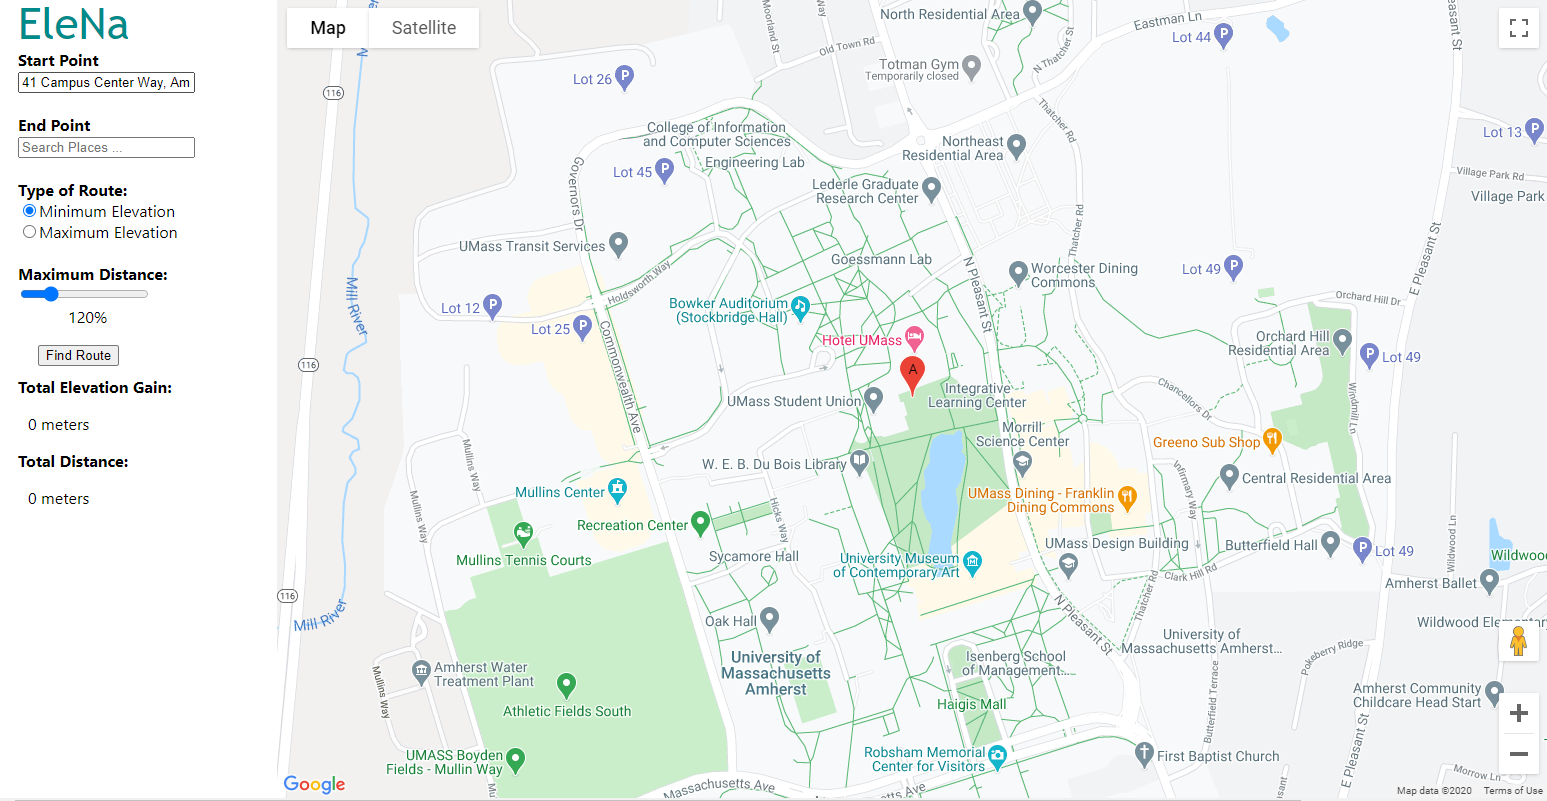 EleNa
Start Point
41 Campus Center Way, Am
End Point
Search Places ...
Type of Route:
Minimum Elevation
Maximum Elevation
Maximum Distance:
120%
Find Route
Total Elevation Gain:
0 meters
Total Distance:
0 meters
Map
Satellite
Moorland St
Way
North Residential Area
Eastman Ln
Lot 44
E Pleasant St
Old Town Rd
N Thatcher St
Totman Gym
Temporarily closed
Lot 26
116
Thatcher Rd
College of Information
and Computer Sciences
Northeast
Residential Area
Lot 13
Engineering Lab
Governors Dr
Lot 45
Lederle Graduate
Research Center
Village Park Rd
Village Park
Thatcher Rd
UMass Transit Services
Goessmann Lab
N Pleasant St
Worcester Dining
Commons
Lot 49
E Pleasant St
Holdsworth Way
Mill River
Lot 12
Lot 25
Bowker Auditorium
(Stockbridge Hall)
Orchard Hill Dr
Hotel UMass
Orchard Hill
Residential Area
Lot 49
116
Commonwealth Ave
A
Integrative
Learning Center
UMass Student Union
Chancellors Dr
Windmill Ln
Morrill
Science Center
Greeno Sub Shop
Mullins Way
W. E. B. Du Bois Library
Infirmary Way
Central Residential Area
Mullins Center
UMass Dining - Franklin
Dining Commons
Mullins Way
Recreation Center
Hicks Way
Mullins Tennis Courts
Sycamore Hall
University Museum
of Contemporary Art
UMass Design Building
Butterfield Hall
Lot 49
Wildwood Ln
Wildwood
Clark Hill Rd
Amherst Ballet
116
Mill River
Thatcher Rd
N Pleasant St
Oak Hall
Wildwood Elementary
University of
Massachusetts Amherst...
Pokeberry Ridge
University of
Massachusetts
Amherst
Isenberg School
of Management...
Amherst Water
Treatment Plant
Mullins Way
Butterfield Terrace
Amherst Community
Childcare Head Start
Athletic Fields South
Haigis Mall
E Pleasant St
UMASS Boyden
Fields - Mullin Way
Robsham Memorial
Center for Visitors
First Baptist Church
Morrow Ln
Google
Mu
Massachusetts Ave
etts Ave
Map data ©2020
Terms of Use